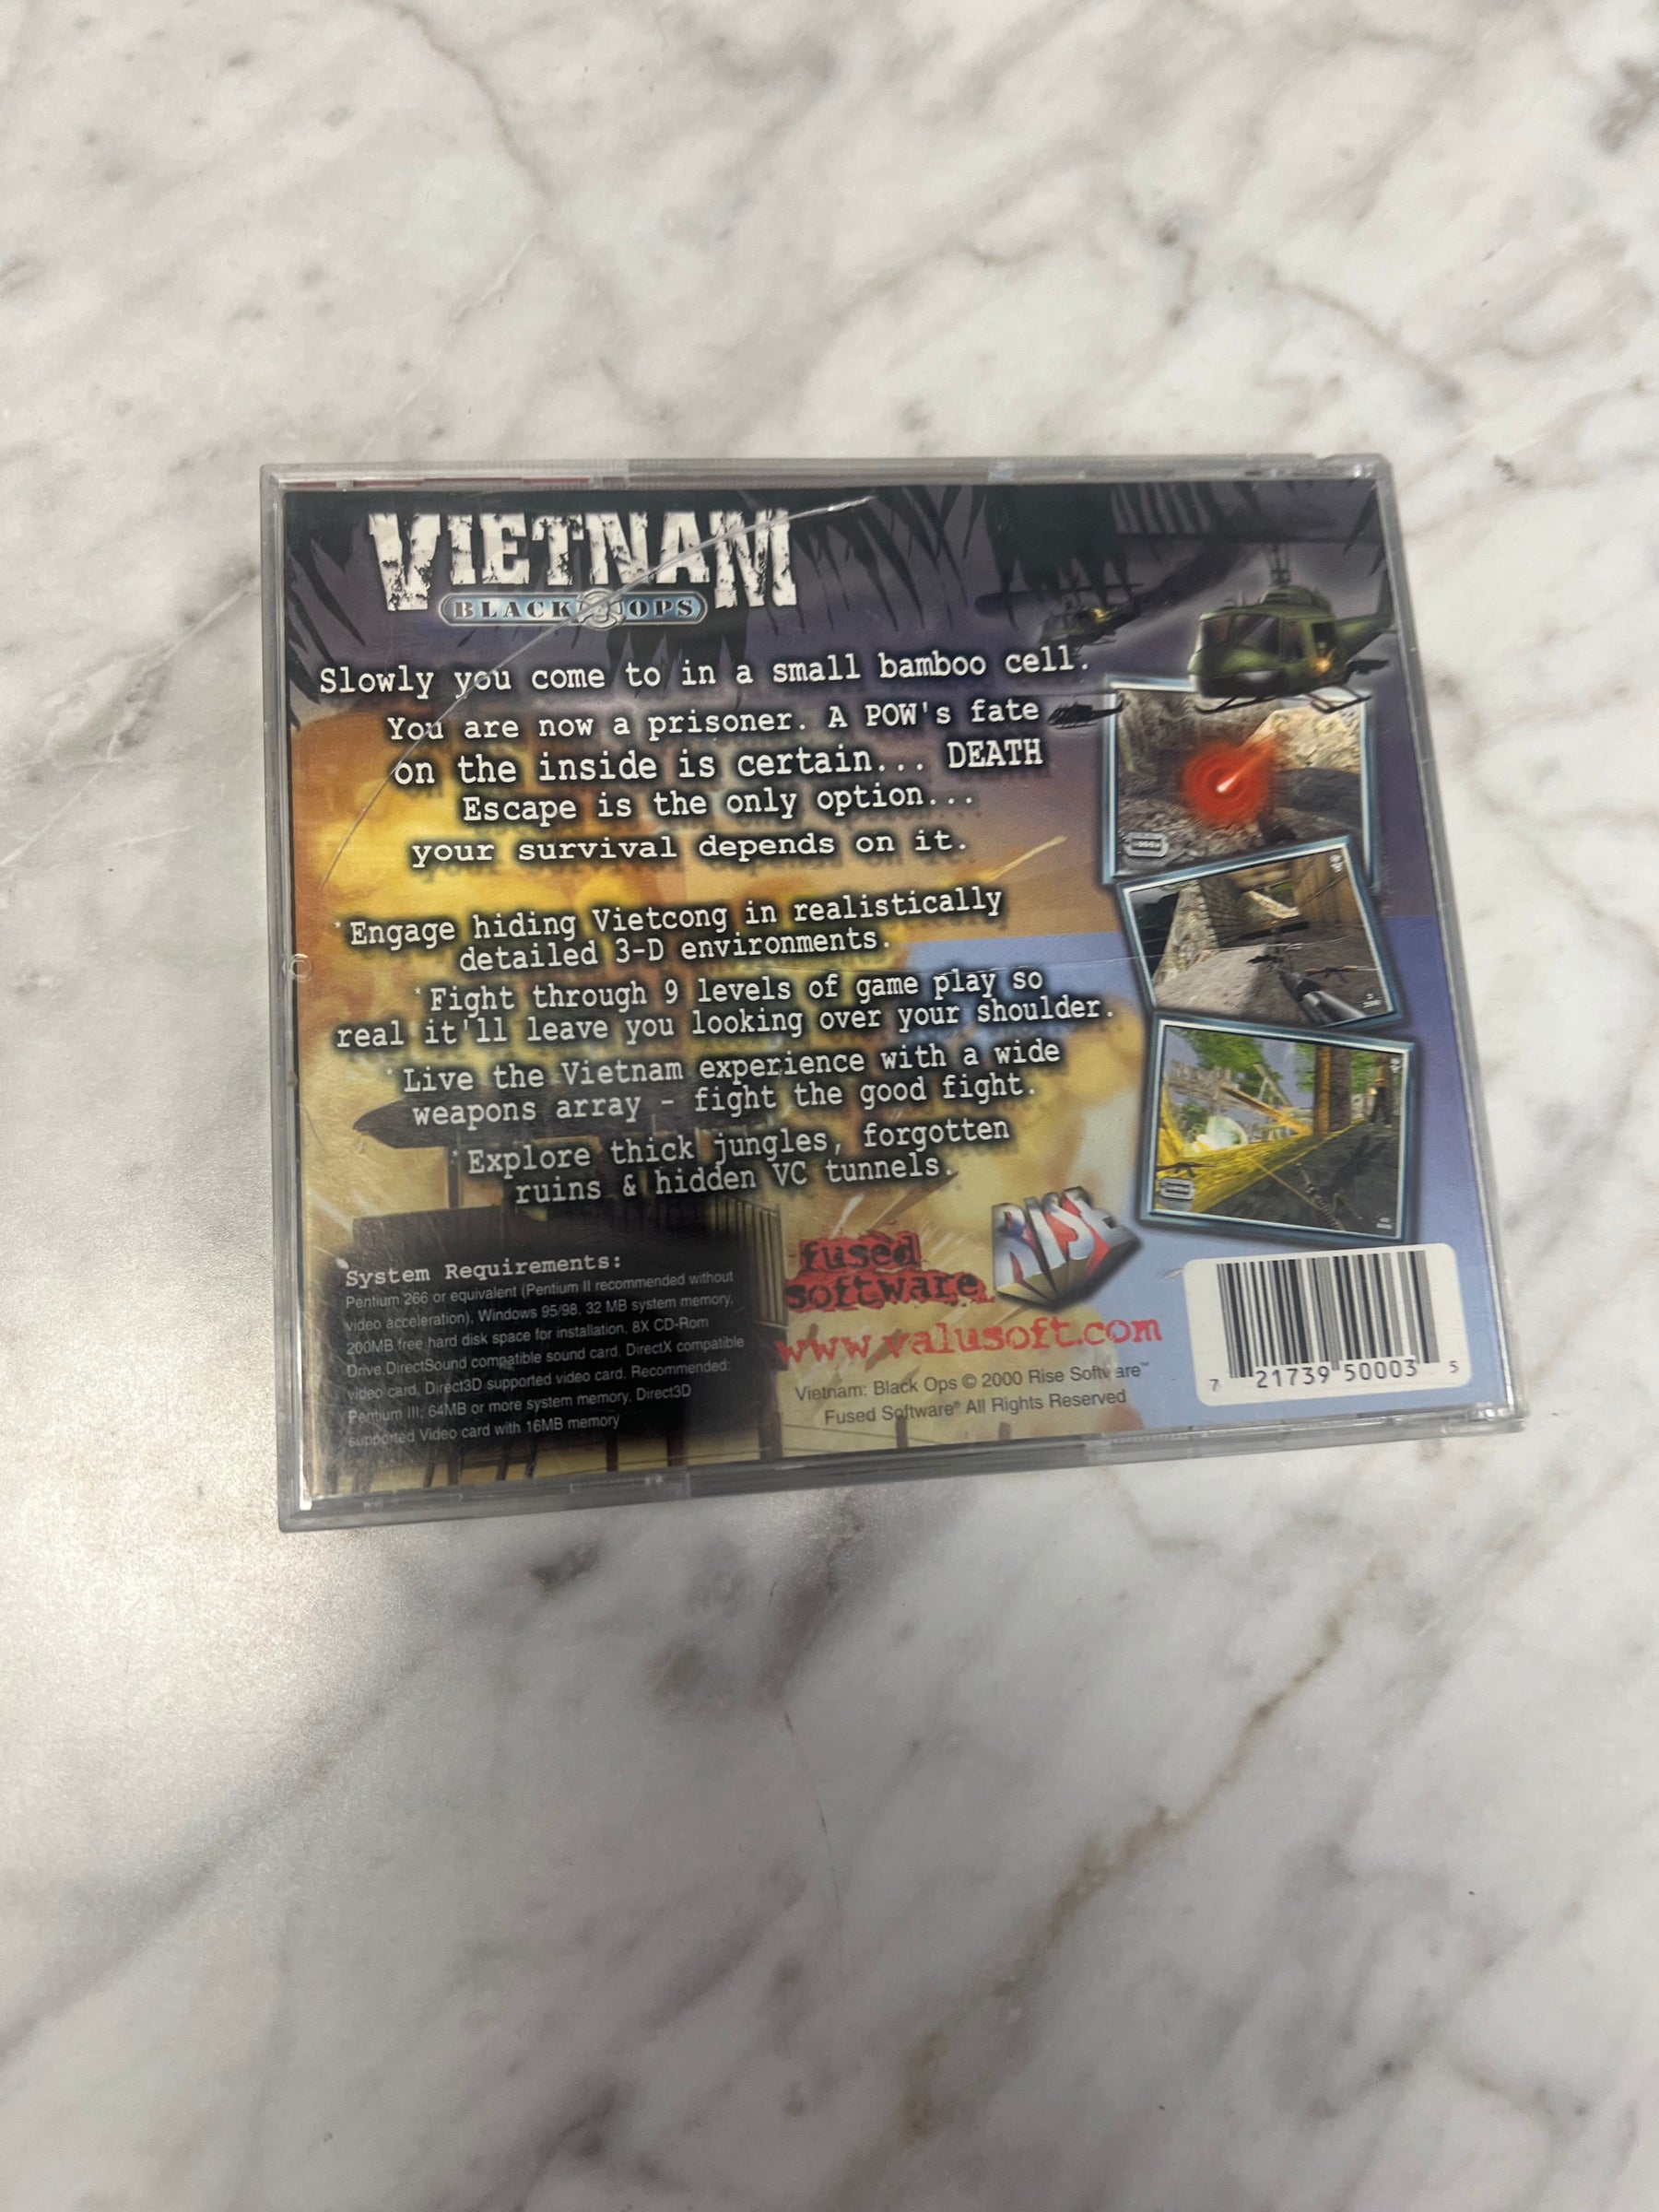 VIETNAM
BLACK OPS
Slowly you come to in a small bamboo cell.
You are now a prisoner. A POW's fate
on the inside is certain... DEATH
Escape is the only option...
your survival depends on it.
*Engage hiding Vietcong in realistically
detailed 3-D environments.
*Fight through 9 levels of game play so
real it'll leave you looking over your shoulder.
*Live the Vietnam experience with a wide
weapons array - fight the good fight.
*Explore thick jungles, forgotten
ruins & hidden VC tunnels.
System Requirements:
Pentium 266 or equivalent (Pentium II recommended without
video acceleration), Windows 95/98, 32 MB system memory,
200MB free hard disk space for installation, 8X CD-Rom
Drive.DirectSound compatible sound card, DirectX compatible
video card, Direct3D supported video card. Recommended:
Pentium III; 64MB or more system memory, Direct3D
supported Video card with 16MB memory
fused
software
RISE
www.valusoft.com
Vietnam: Black Ops © 2000 Rise Software™
Fused Software® All Rights Reserved
7 21739 50003 5